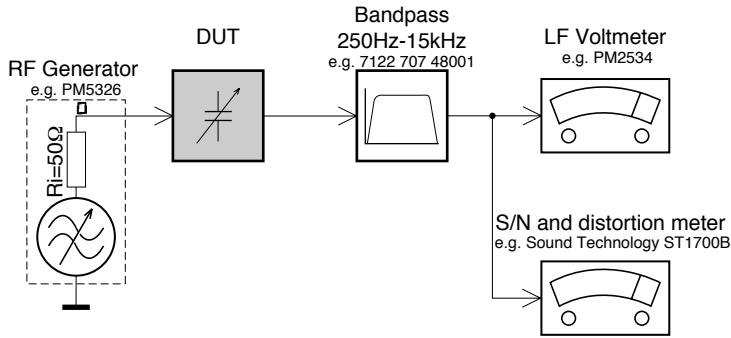 RF Generator
e.g. PM5326
Ri=50Ω
DUT
Bandpass
250Hz-15kHz
e.g. 7122 707 48001
LF Voltmeter
e.g. PM2534
S/N and distortion meter
e.g. Sound Technology ST1700B